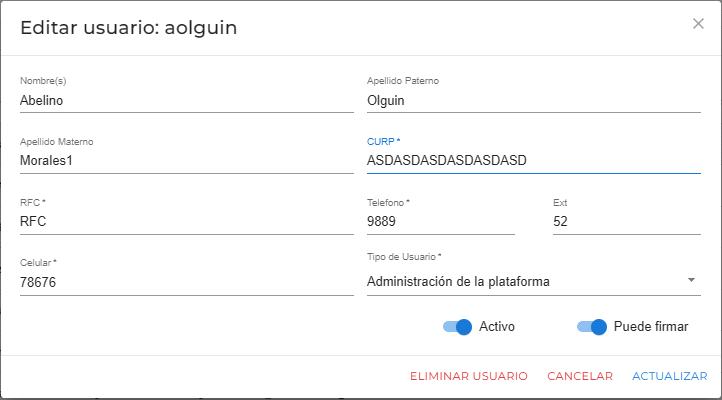 Editar usuario: aolguin
Nombre(s)
Apellido Paterno
Abelino
Olguin
Apellido Materno
CURP *
Morales1
ASDASDASDASDASDASD
RFC *
Telefono *
Ext
RFC
9889
52
Celular *
Tipo de Usuario *
78676
Administración de la plataforma
Activo
Puede firmar
ELIMINAR USUARIO
CANCELAR
ACTUALIZAR